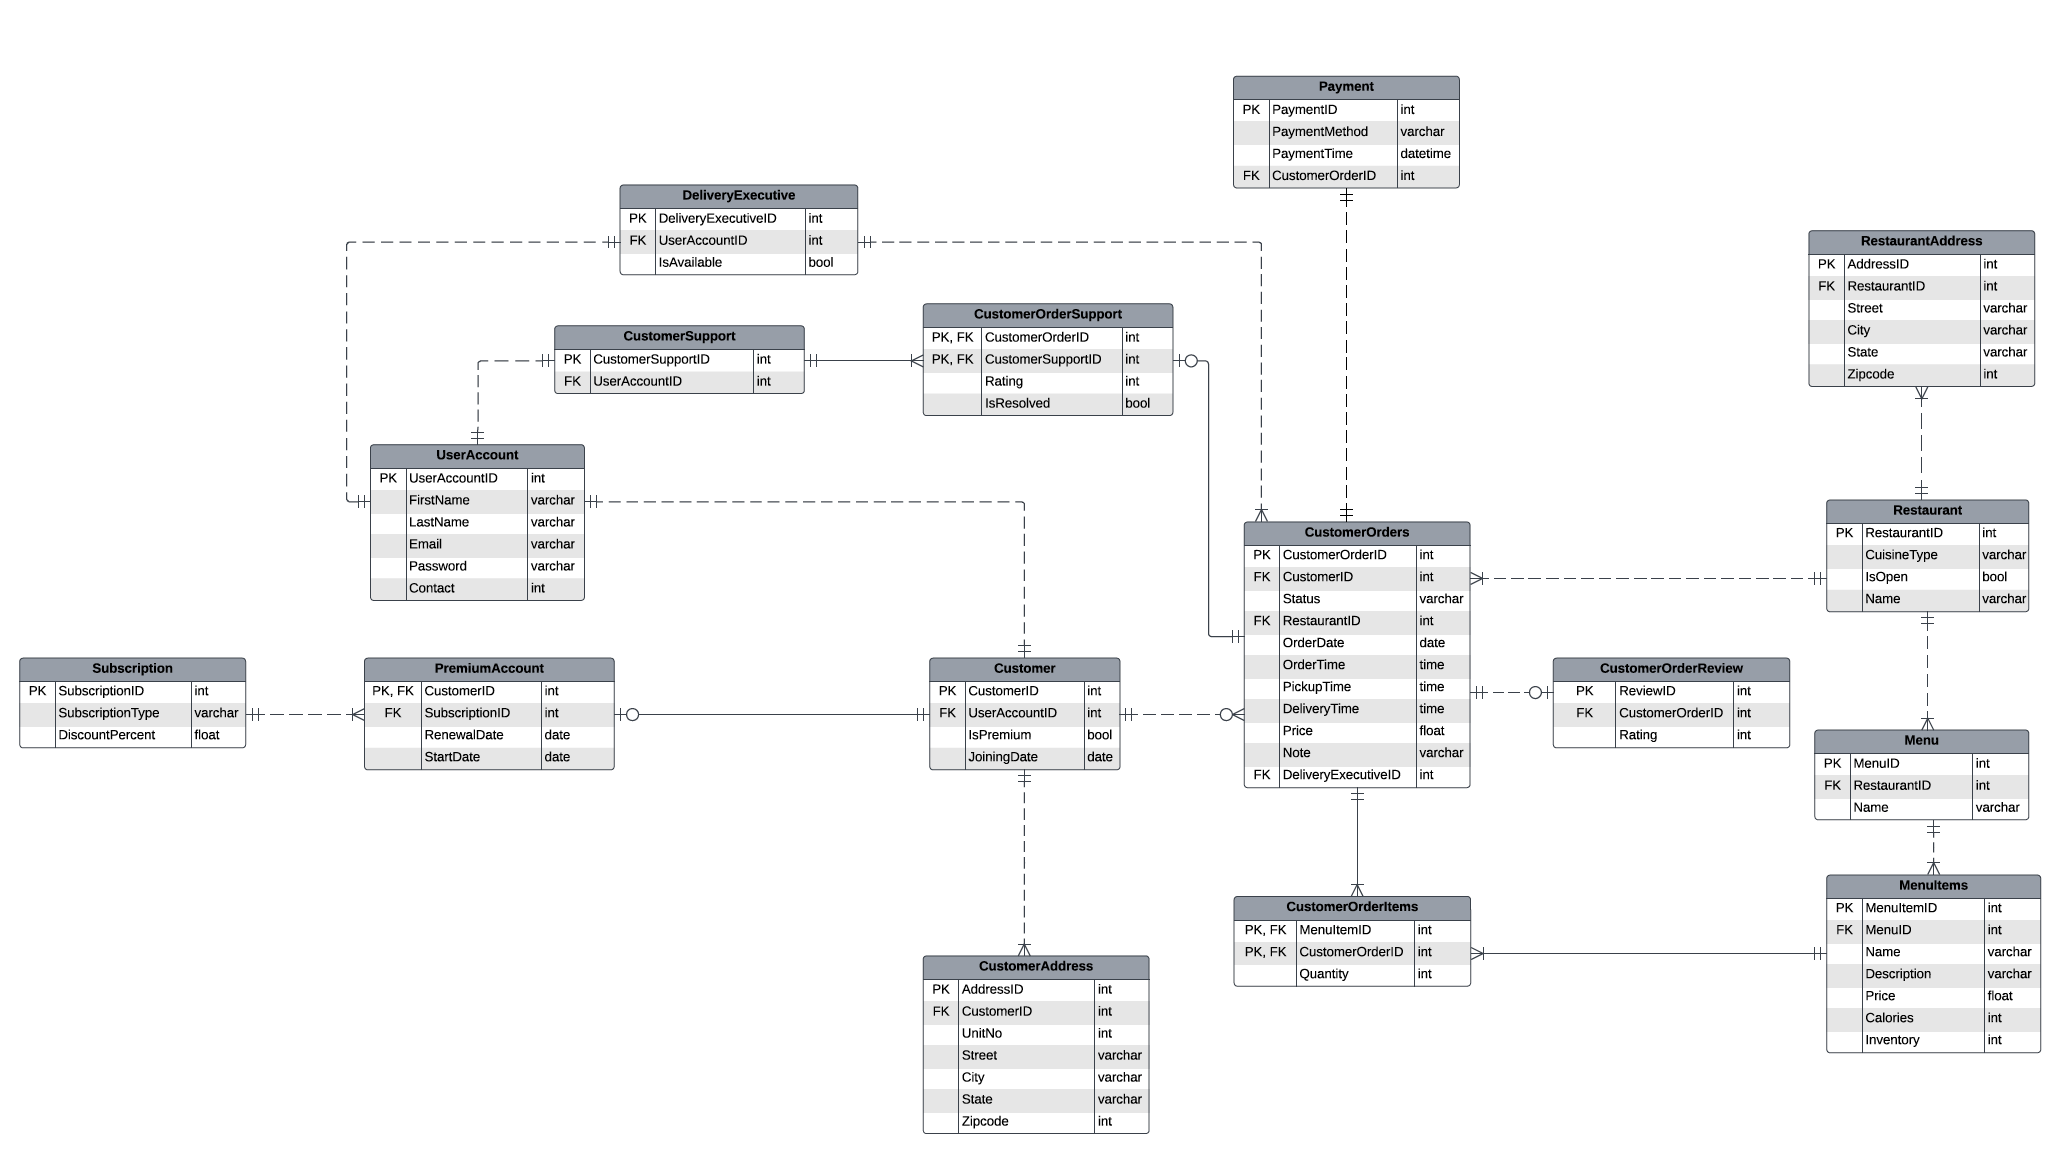 Payment
PK PaymentID int
PaymentMethod varchar
PaymentTime datetime
FK CustomerOrderID int
DeliveryExecutive
PK DeliveryExecutiveID int
FK UserAccountID int
IsAvailable bool
RestaurantAddress
PK AddressID int
FK RestaurantID int
Street varchar
City varchar
State varchar
Zipcode int
CustomerOrderSupport
PK, FK CustomerOrderID int
PK, FK CustomerSupportID int
Rating int
IsResolved bool
CustomerSupport
PK CustomerSupportID int
FK UserAccountID int
UserAccount
PK UserAccountID int
FirstName varchar
LastName varchar
Email varchar
Password varchar
Contact int
Restaurant
PK RestaurantID int
CuisineType varchar
IsOpen bool
Name varchar
CustomerOrders
PK CustomerOrderID int
FK CustomerID int
Status varchar
FK RestaurantID int
OrderDate date
OrderTime time
PickupTime time
DeliveryTime time
Price float
Note varchar
FK DeliveryExecutiveID int
Subscription
PK SubscriptionID int
SubscriptionType varchar
DiscountPercent float
PremiumAccount
PK, FK CustomerID int
FK SubscriptionID int
RenewalDate date
StartDate date
Customer
PK CustomerID int
FK UserAccountID int
IsPremium bool
JoiningDate date
CustomerOrderReview
PK ReviewID int
FK CustomerOrderID int
Rating int
Menu
PK MenuID int
FK RestaurantID int
Name varchar
MenuItems
PK MenuItemID int
FK MenuID int
Name varchar
Description varchar
Price float
Calories int
Inventory int
CustomerOrderItems
PK, FK MenuItemID int
PK, FK CustomerOrderID int
Quantity int
CustomerAddress
PK AddressID int
FK CustomerID int
UnitNo int
Street varchar
City varchar
State varchar
Zipcode int